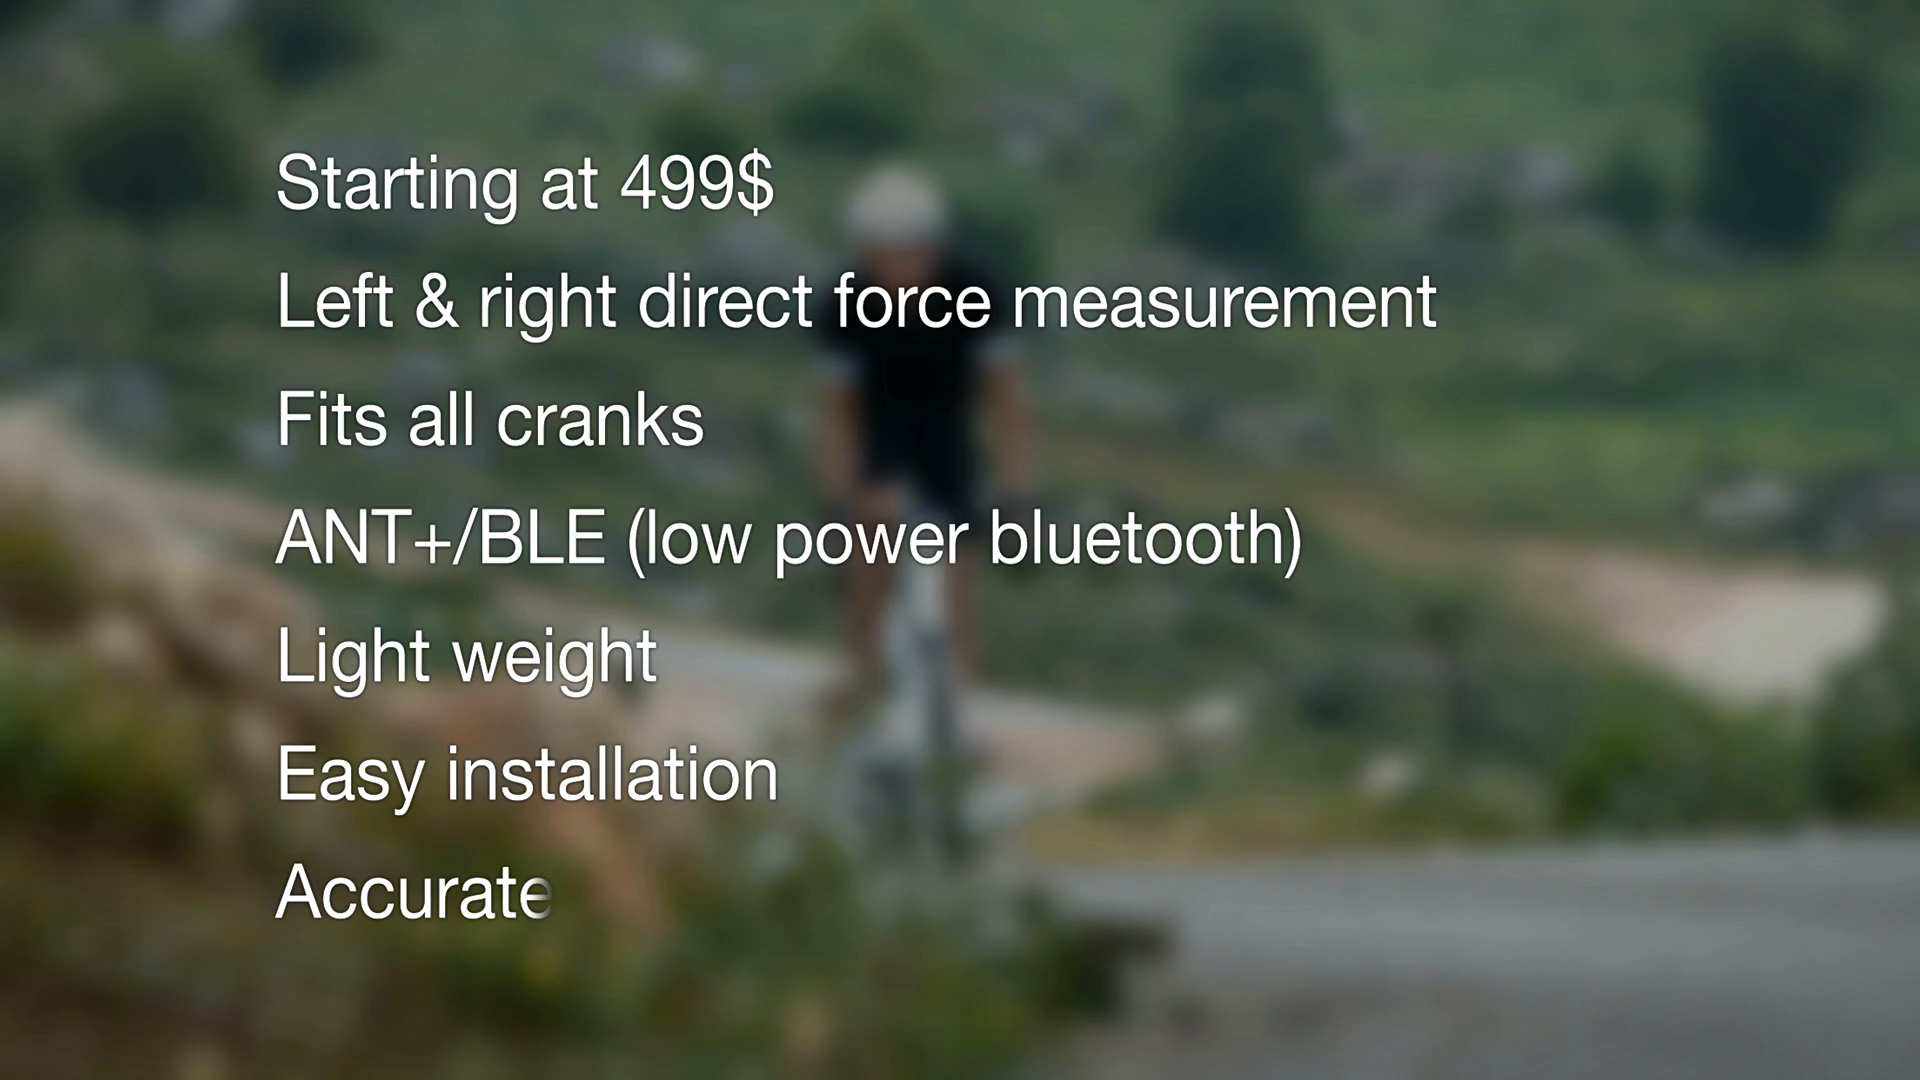 Starting at 499$
Left & right direct force measurement
Fits all cranks
ANT+/BLE (low power bluetooth)
Light weight
Easy installation
Accurate